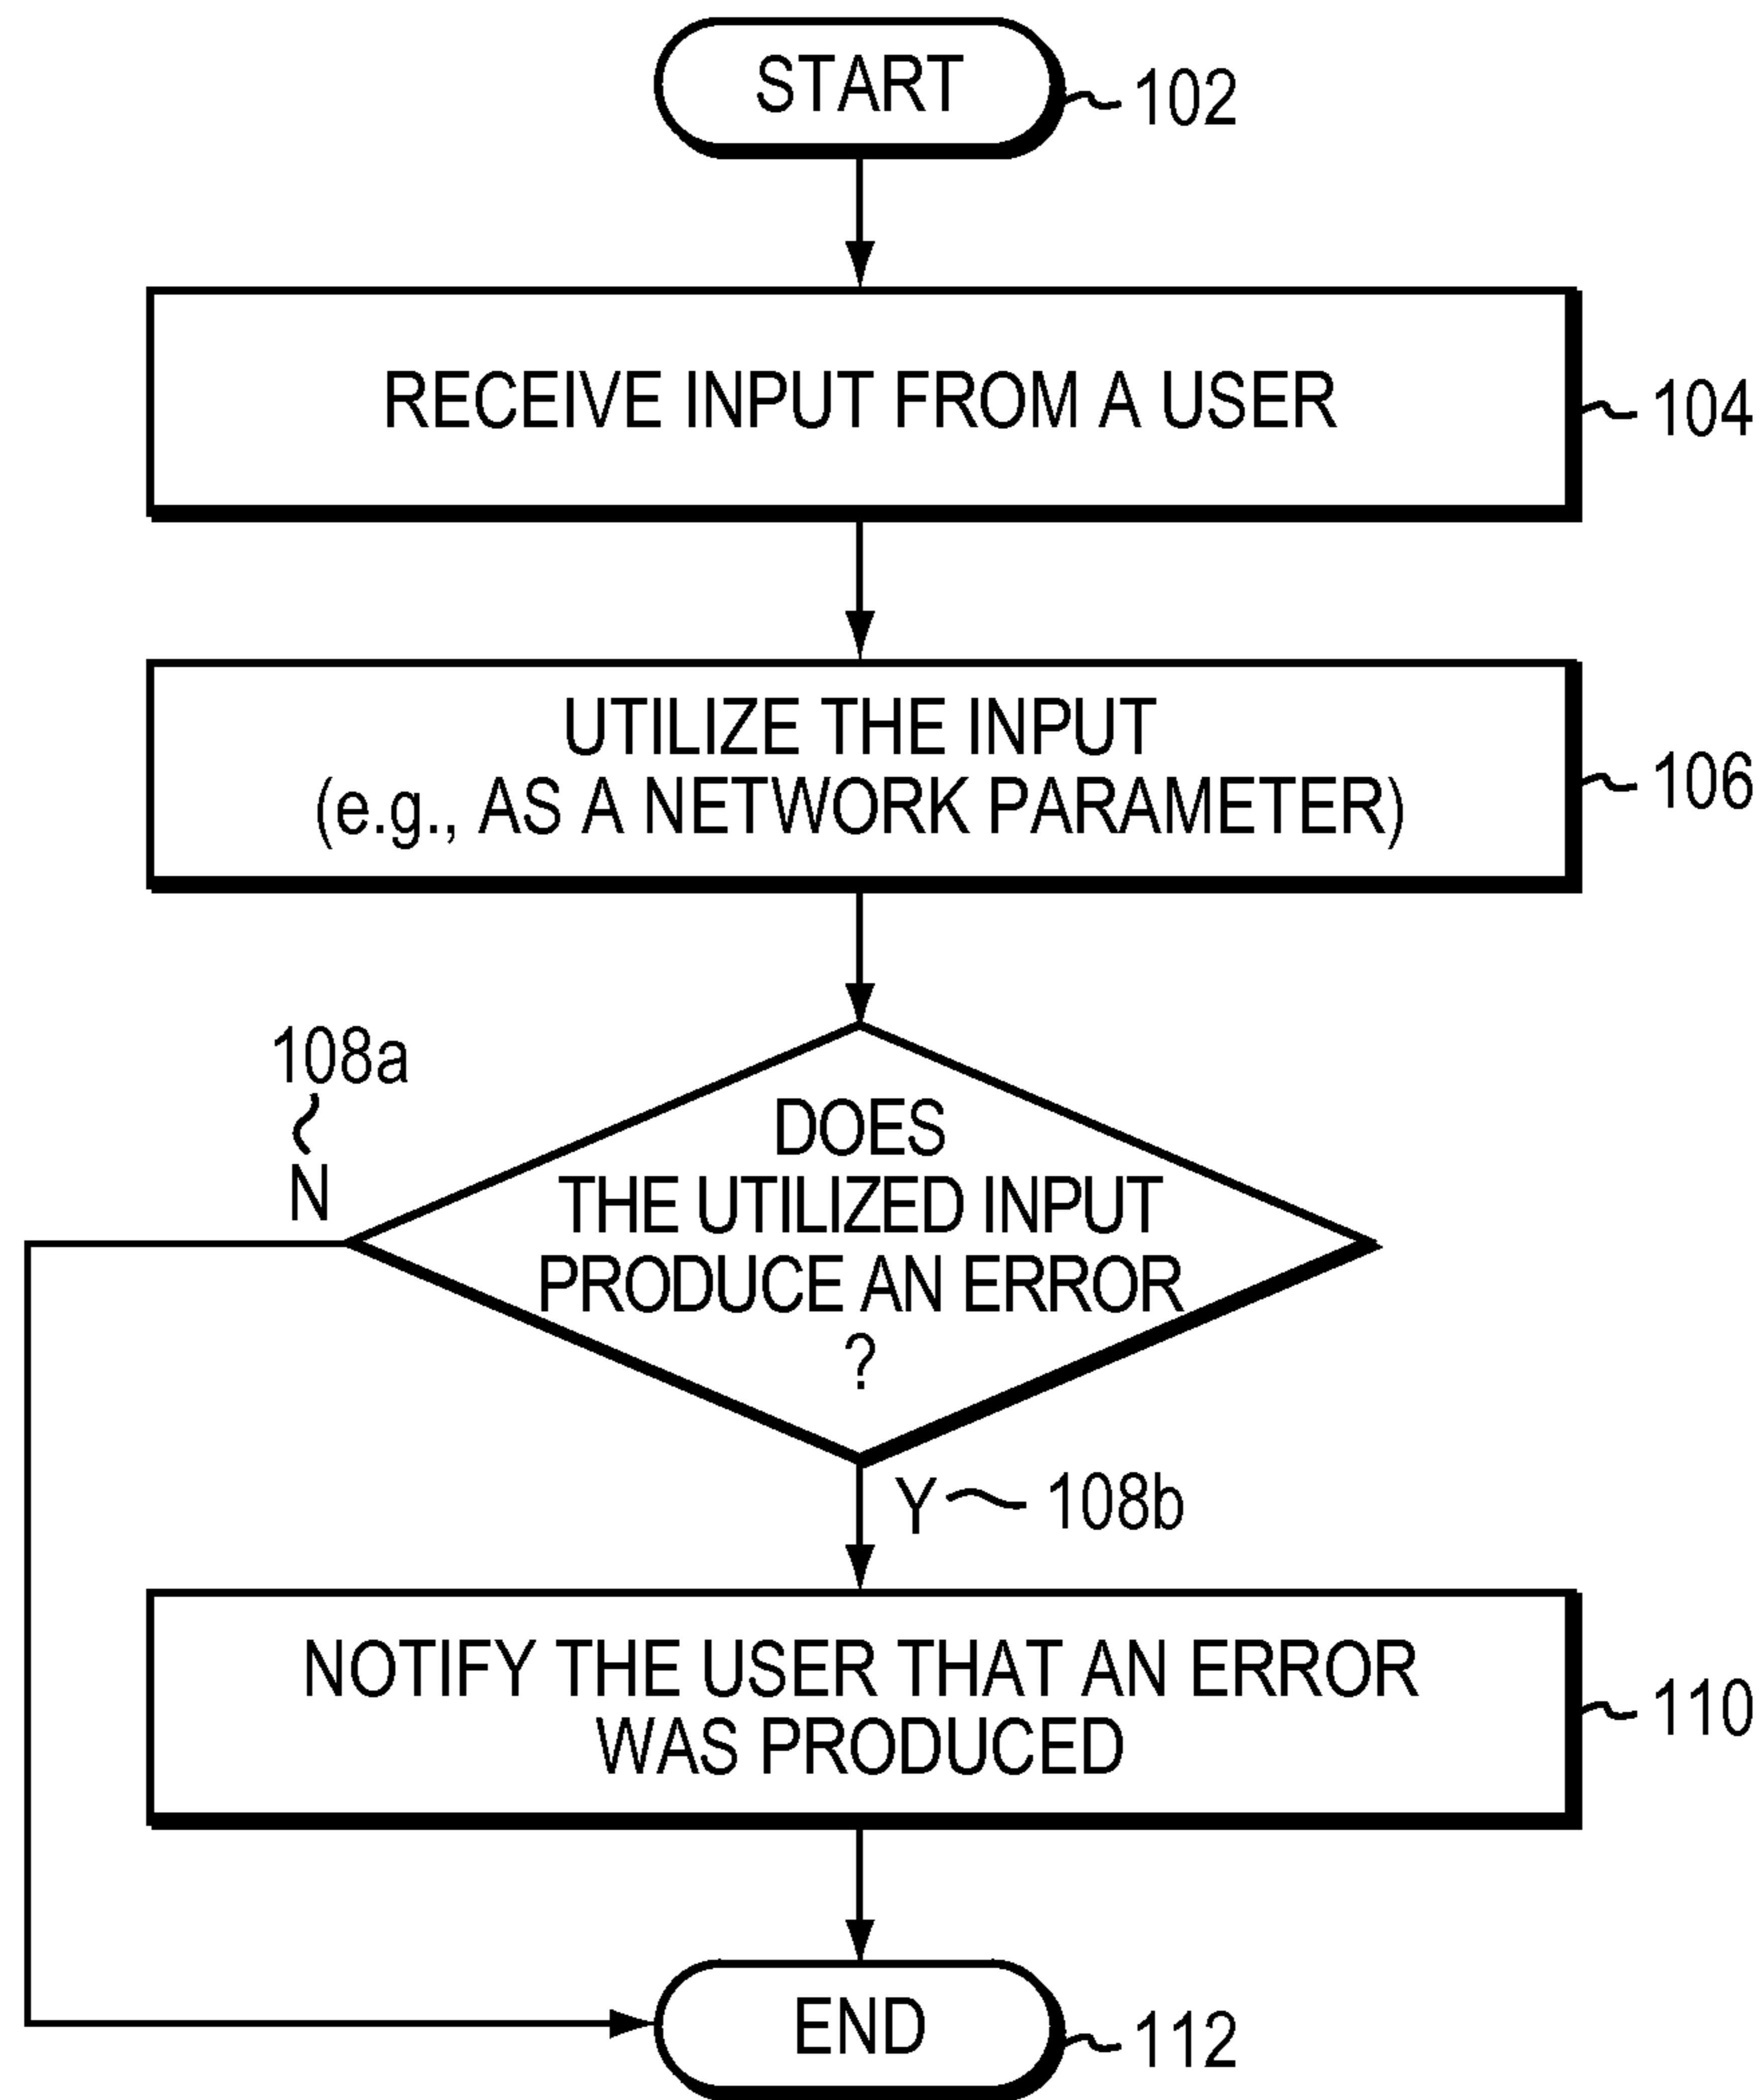 START
102
RECEIVE INPUT FROM A USER
104
UTILIZE THE INPUT
(e.g., AS A NETWORK PARAMETER)
106
108a
N
DOES
THE UTILIZED INPUT
PRODUCE AN ERROR
?
Y
108b
NOTIFY THE USER THAT AN ERROR
WAS PRODUCED
110
END
112